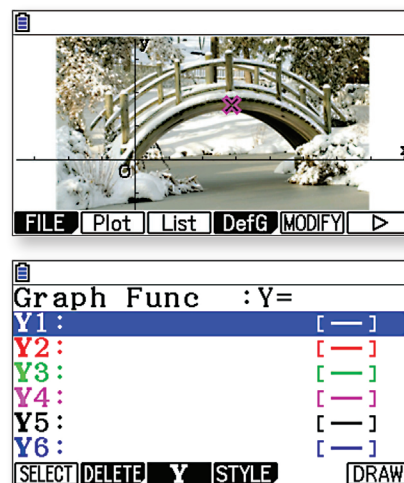 y
x
O
FILE Plot List DefG MODIFY ▷
Graph Func :Y=
Y1: [—]
Y2: [—]
Y3: [—]
Y4: [—]
Y5: [—]
Y6: [—]
SELECT DELETE Y STYLE DRAW